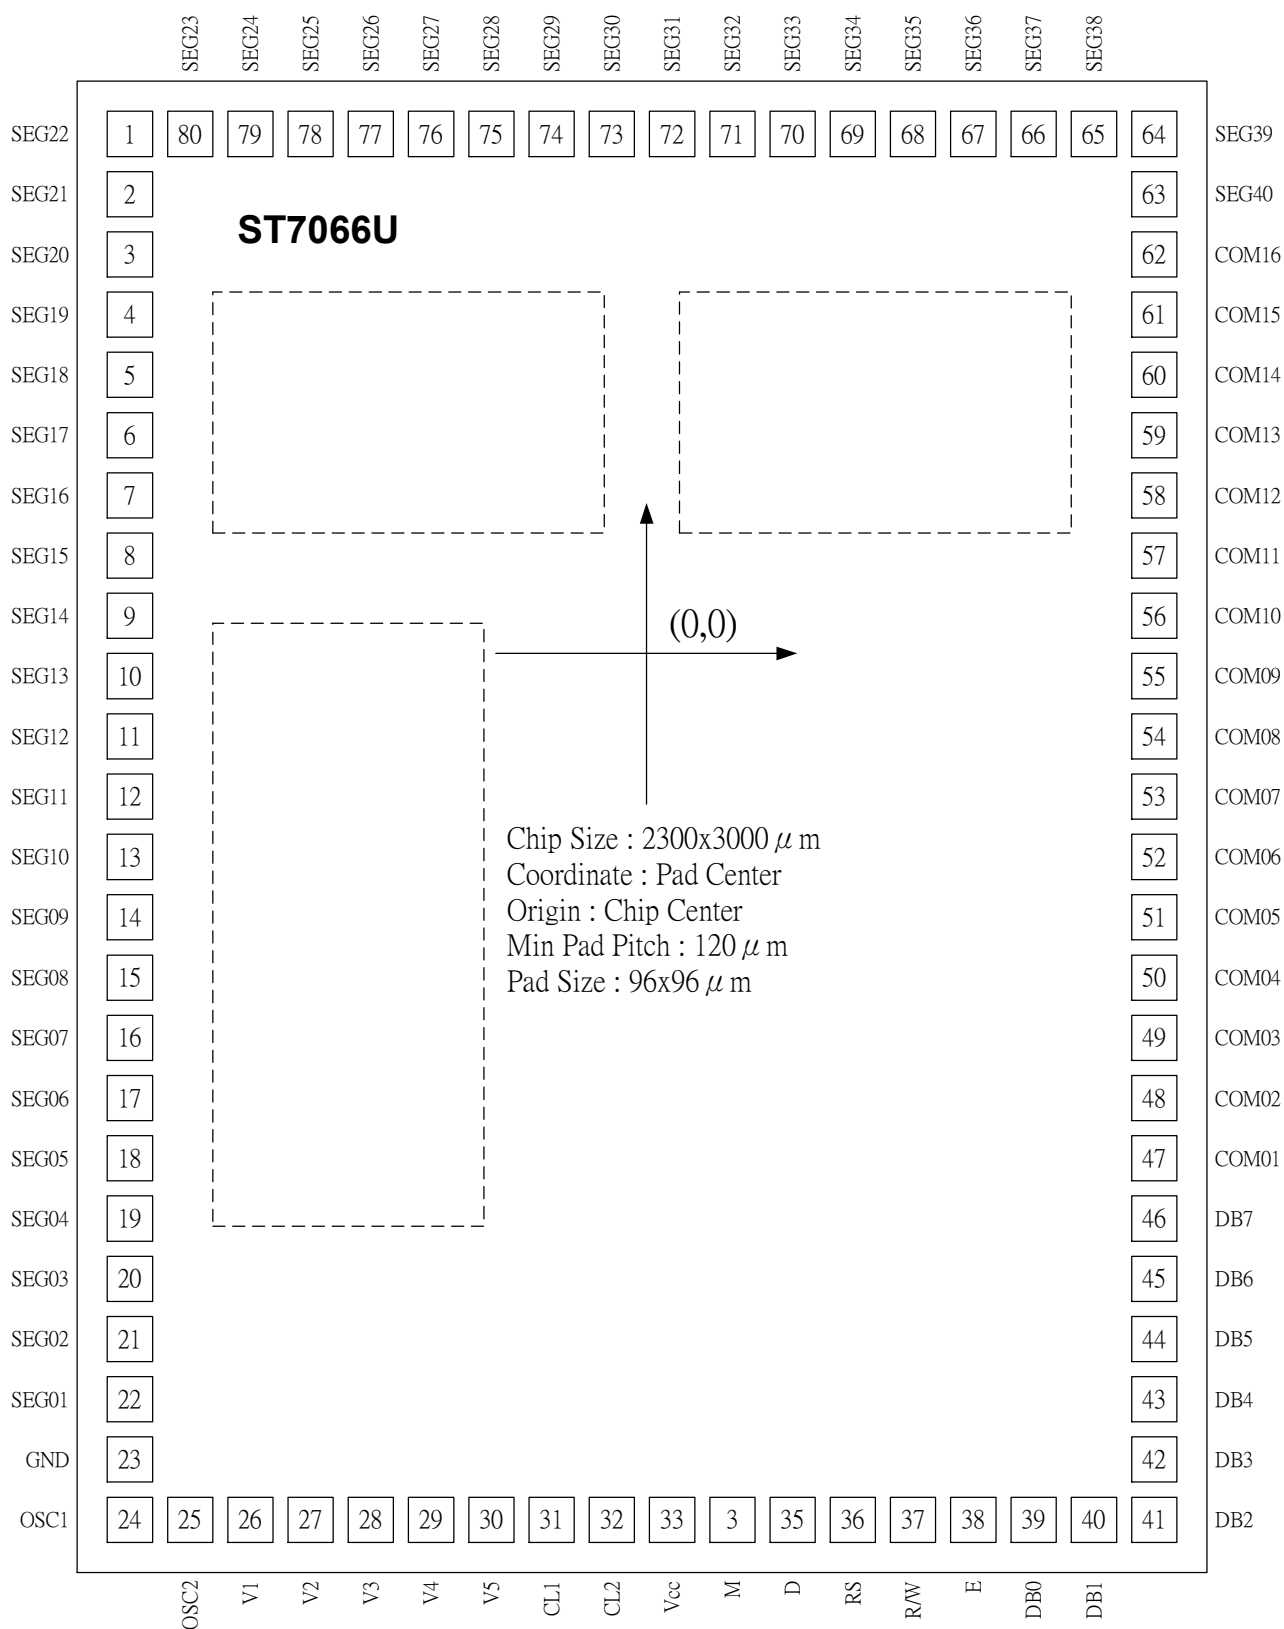 SEG23 SEG24 SEG25 SEG26 SEG27 SEG28 SEG29 SEG30 SEG31 SEG32 SEG33 SEG34 SEG35 SEG36 SEG37 SEG38
SEG22 1 80 79 78 77 76 75 74 73 72 71 70 69 68 67 66 65 64 SEG39
SEG21 2 63 SEG40
ST7066U
SEG20 3 62 COM16
SEG19 4 61 COM15
SEG18 5 60 COM14
SEG17 6 59 COM13
SEG16 7 58 COM12
SEG15 8 57 COM11
SEG14 9 56 COM10
(0,0)
SEG13 10 55 COM09
SEG12 11 54 COM08
SEG11 12 53 COM07
Chip Size : 2300x3000 μ m
SEG10 13 52 COM06
Coordinate : Pad Center
Origin : Chip Center
SEG09 14 51 COM05
Min Pad Pitch : 120 μ m
SEG08 15 50 COM04
Pad Size : 96x96 μ m
SEG07 16 49 COM03
SEG06 17 48 COM02
SEG05 18 47 COM01
SEG04 19 46 DB7
SEG03 20 45 DB6
SEG02 21 44 DB5
SEG01 22 43 DB4
GND 23 42 DB3
OSC1 24 25 26 27 28 29 30 31 32 33 3 35 36 37 38 39 40 41 DB2
OSC2 V1 V2 V3 V4 V5 CL1 CL2 Vcc M D RS R/W E DB0 DB1